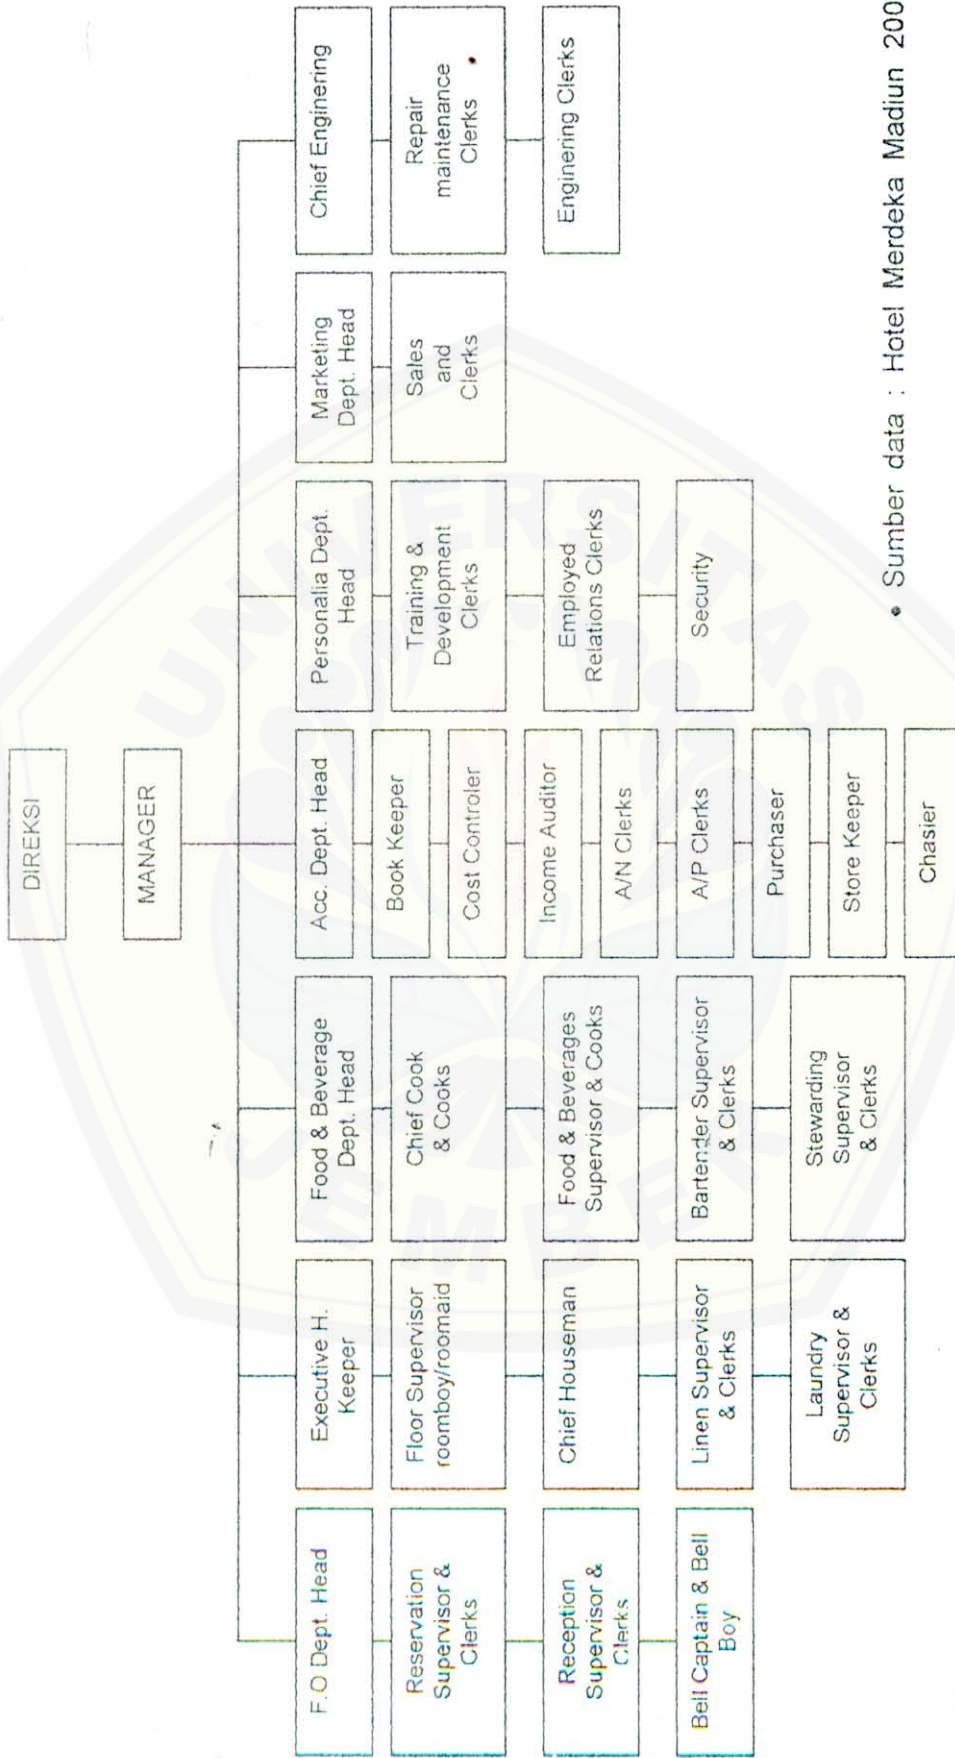 DIREKSI
MANAGER
F.O Dept. Head
Reservation
Supervisor &
Clerks
Reception
Supervisor &
Clerks
Bell Captain & Bell
Boy
Executive H.
Keeper
Floor Supervisor
roomboy/roomaid
Chief Houseman
Linen Supervisor
& Clerks
Laundry
Supervisor &
Clerks
Food & Beverage
Dept. Head
Chief Cook
& Cooks
Food & Beverages
Supervisor & Cooks
Bartender Supervisor
& Clerks
Stewarding
Supervisor
& Clerks
Acc. Dept. Head
Book Keeper
Cost Controler
Income Auditor
A/N Clerks
A/P Clerks
Purchaser
Store Keeper
Chasier
Personalia Dept.
Head
Training &
Development
Clerks
Employed
Relations Clerks
Security
Marketing
Dept. Head
Sales
and
Clerks
Chief Enginering
Repair
maintenance
Clerks
Enginering Clerks
• Sumber data : Hotel Merdeka Madiun 200
UNIVERSITAS
JEMBER